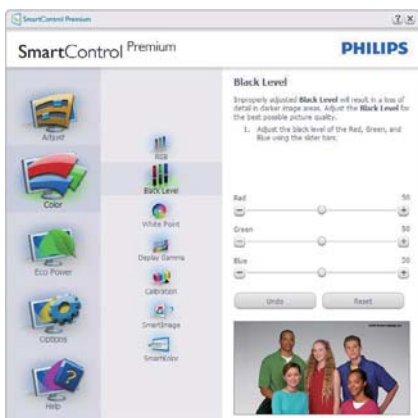 SmartControl Premium
SmartControl Premium
PHILIPS
Adjust
Color
Eco Power
Options
Help
RGB
Black Level
White Point
Display Gamma
Calibration
SmartImage
SmartKolor
Black Level
Improperly adjusted Black Level will result in a loss of
detail in darker image areas. Adjust the Black Level for
the best possible picture quality.
1. Adjust the black level of the Red, Green, and
Blue using the slider bars.
Red 50
Green 50
Blue 50
Undo Reset